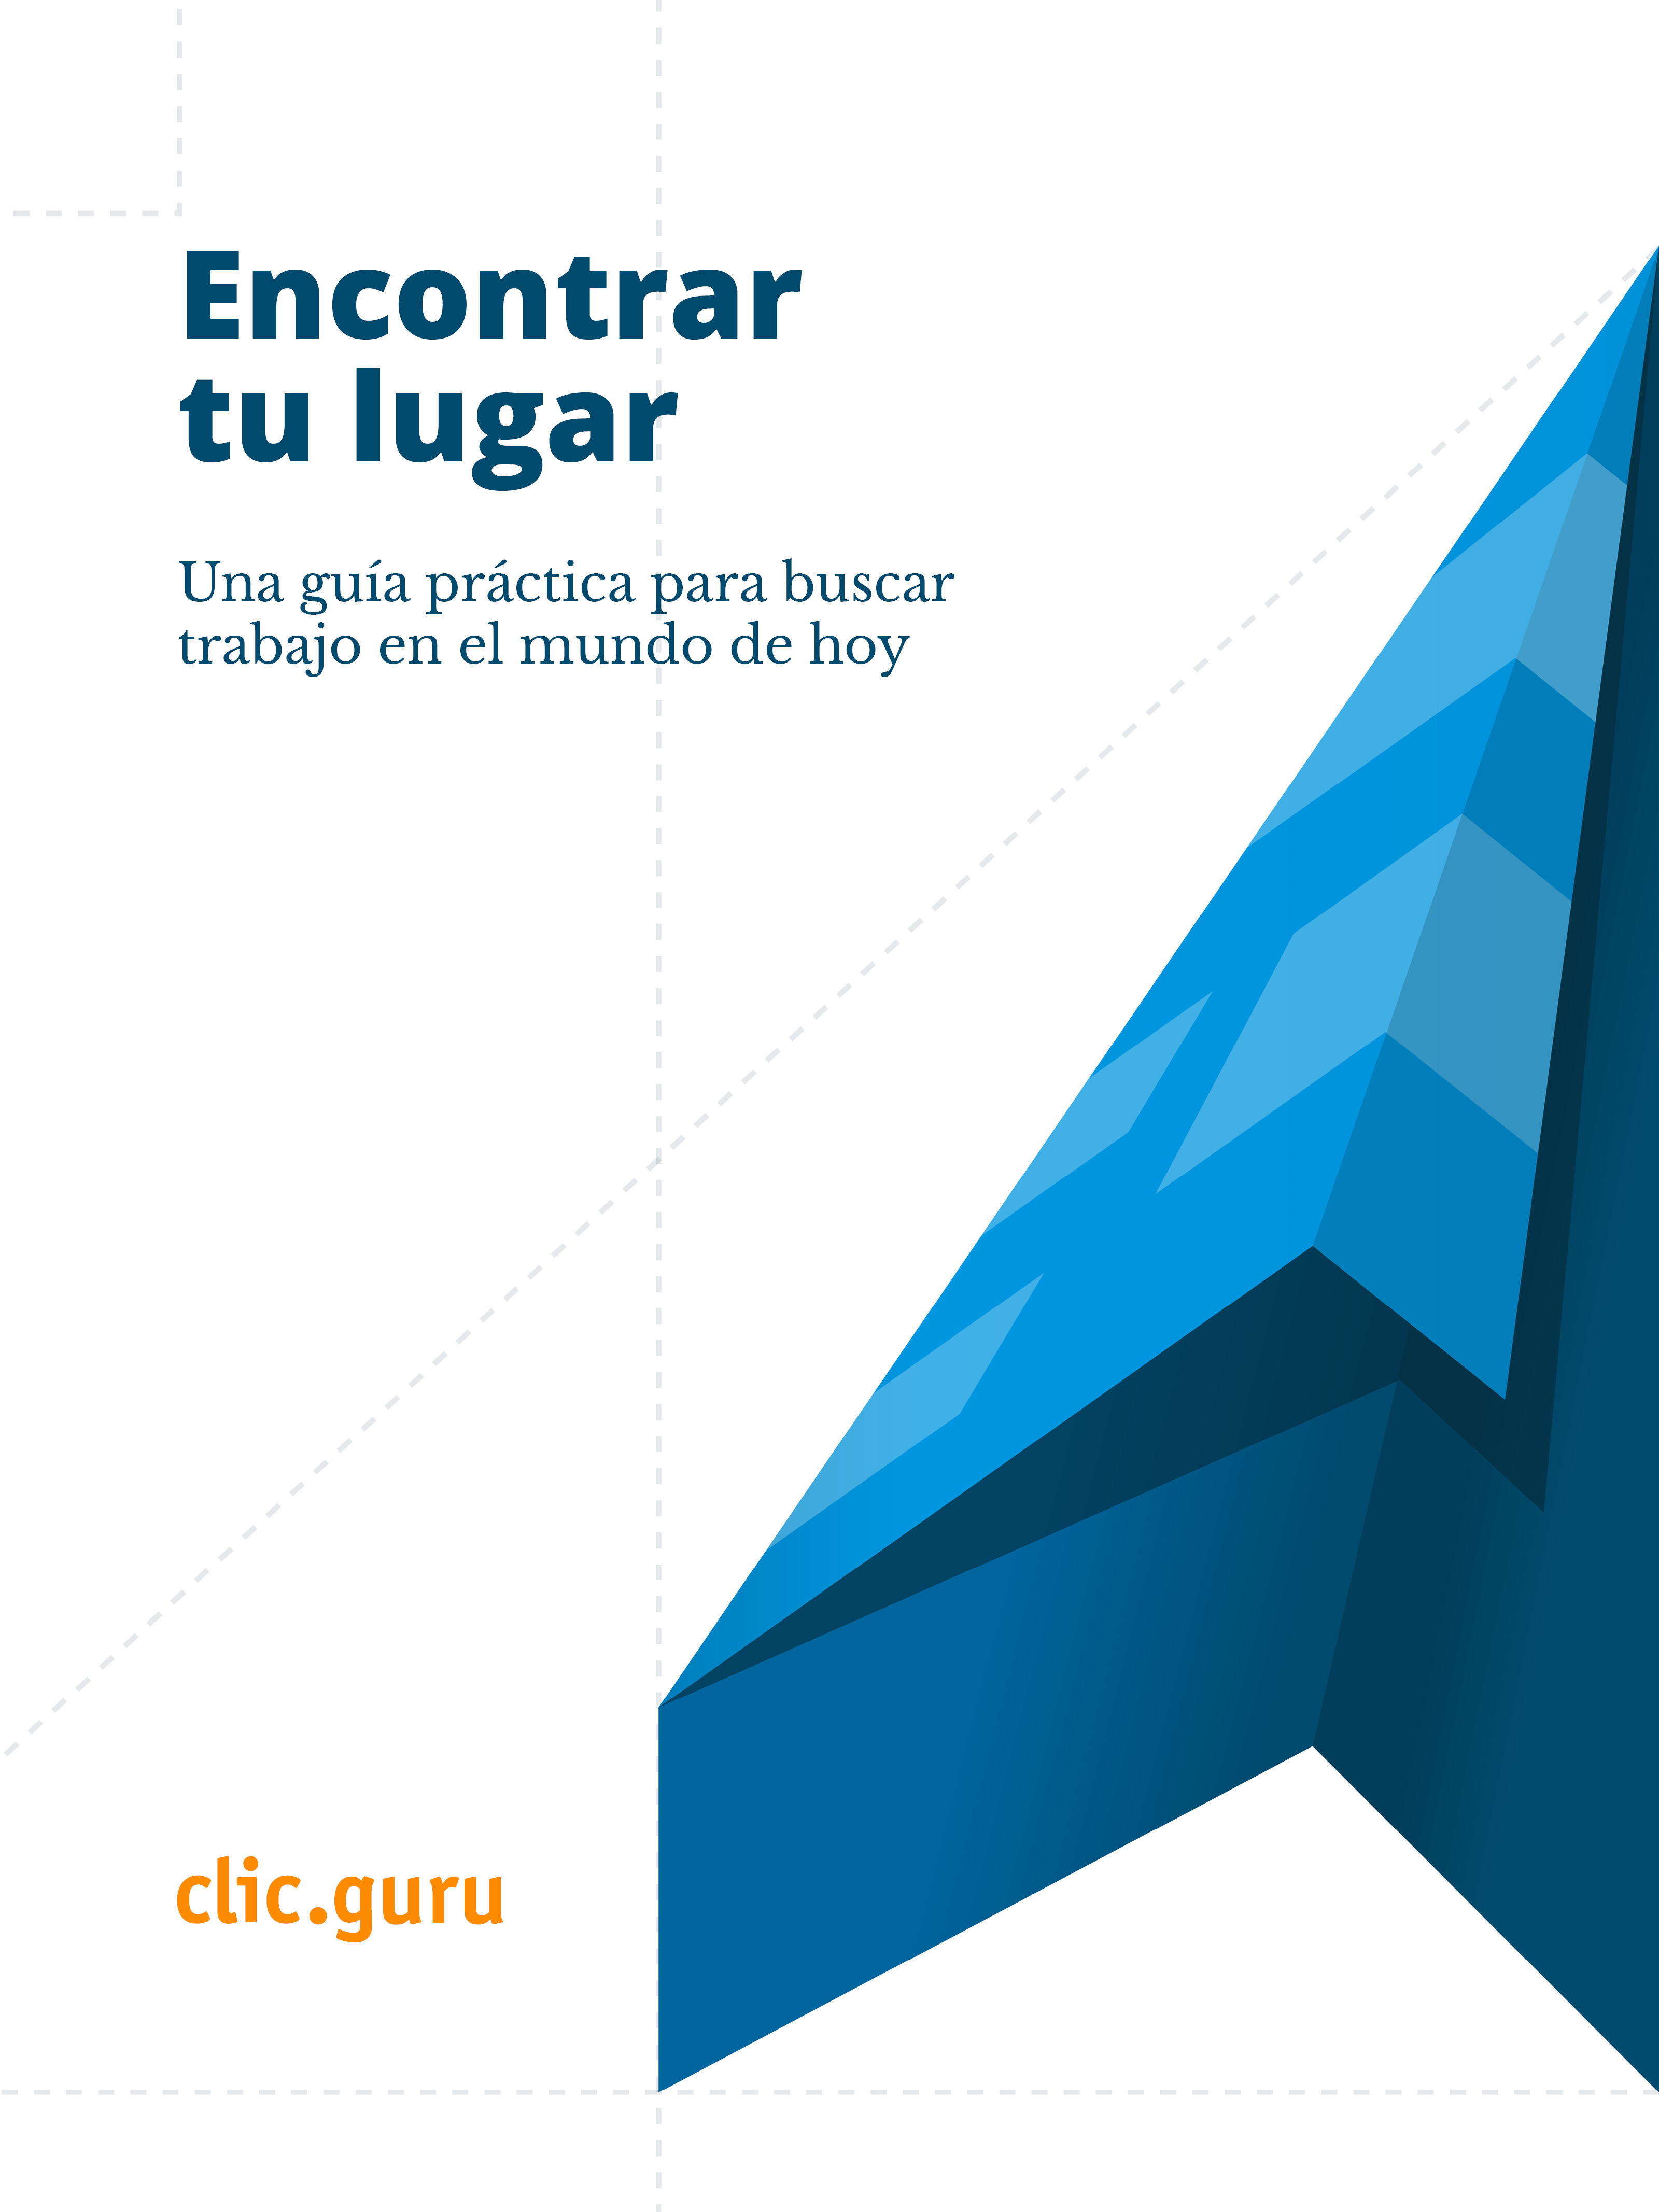 Encontrar
tu lugar
Una guía práctica para buscar
trabajo en el mundo de hoy
clic.guru